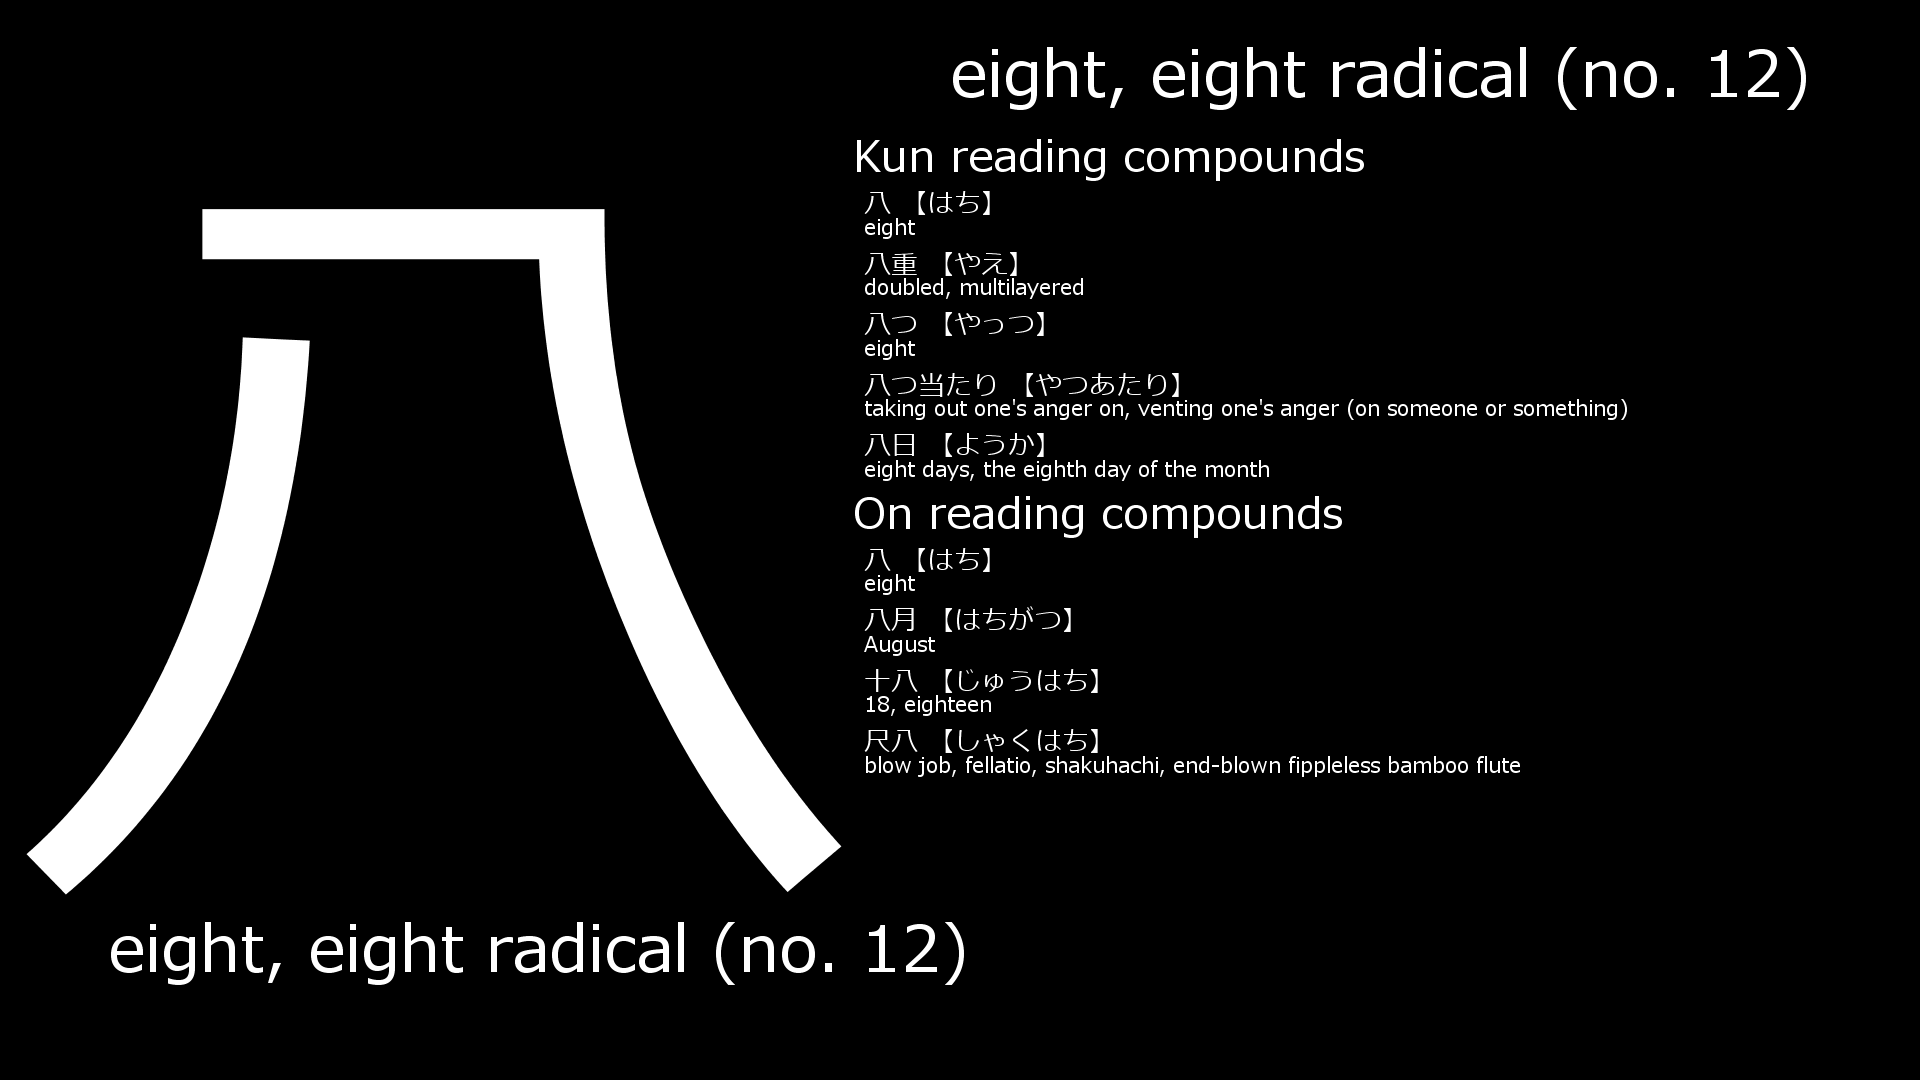 八
eight, eight radical (no. 12)
eight, eight radical (no. 12)
Kun reading compounds
八 【はち】
eight
八重 【やえ】
doubled, multilayered
八つ 【やっつ】
eight
八つ当たり 【やつあたり】
taking out one's anger on, venting one's anger (on someone or something)
八日 【ようか】
eight days, the eighth day of the month
On reading compounds
八 【はち】
eight
八月 【はちがつ】
August
十八 【じゅうはち】
18, eighteen
尺八 【しゃくはち】
blow job, fellatio, shakuhachi, end-blown fippleless bamboo flute